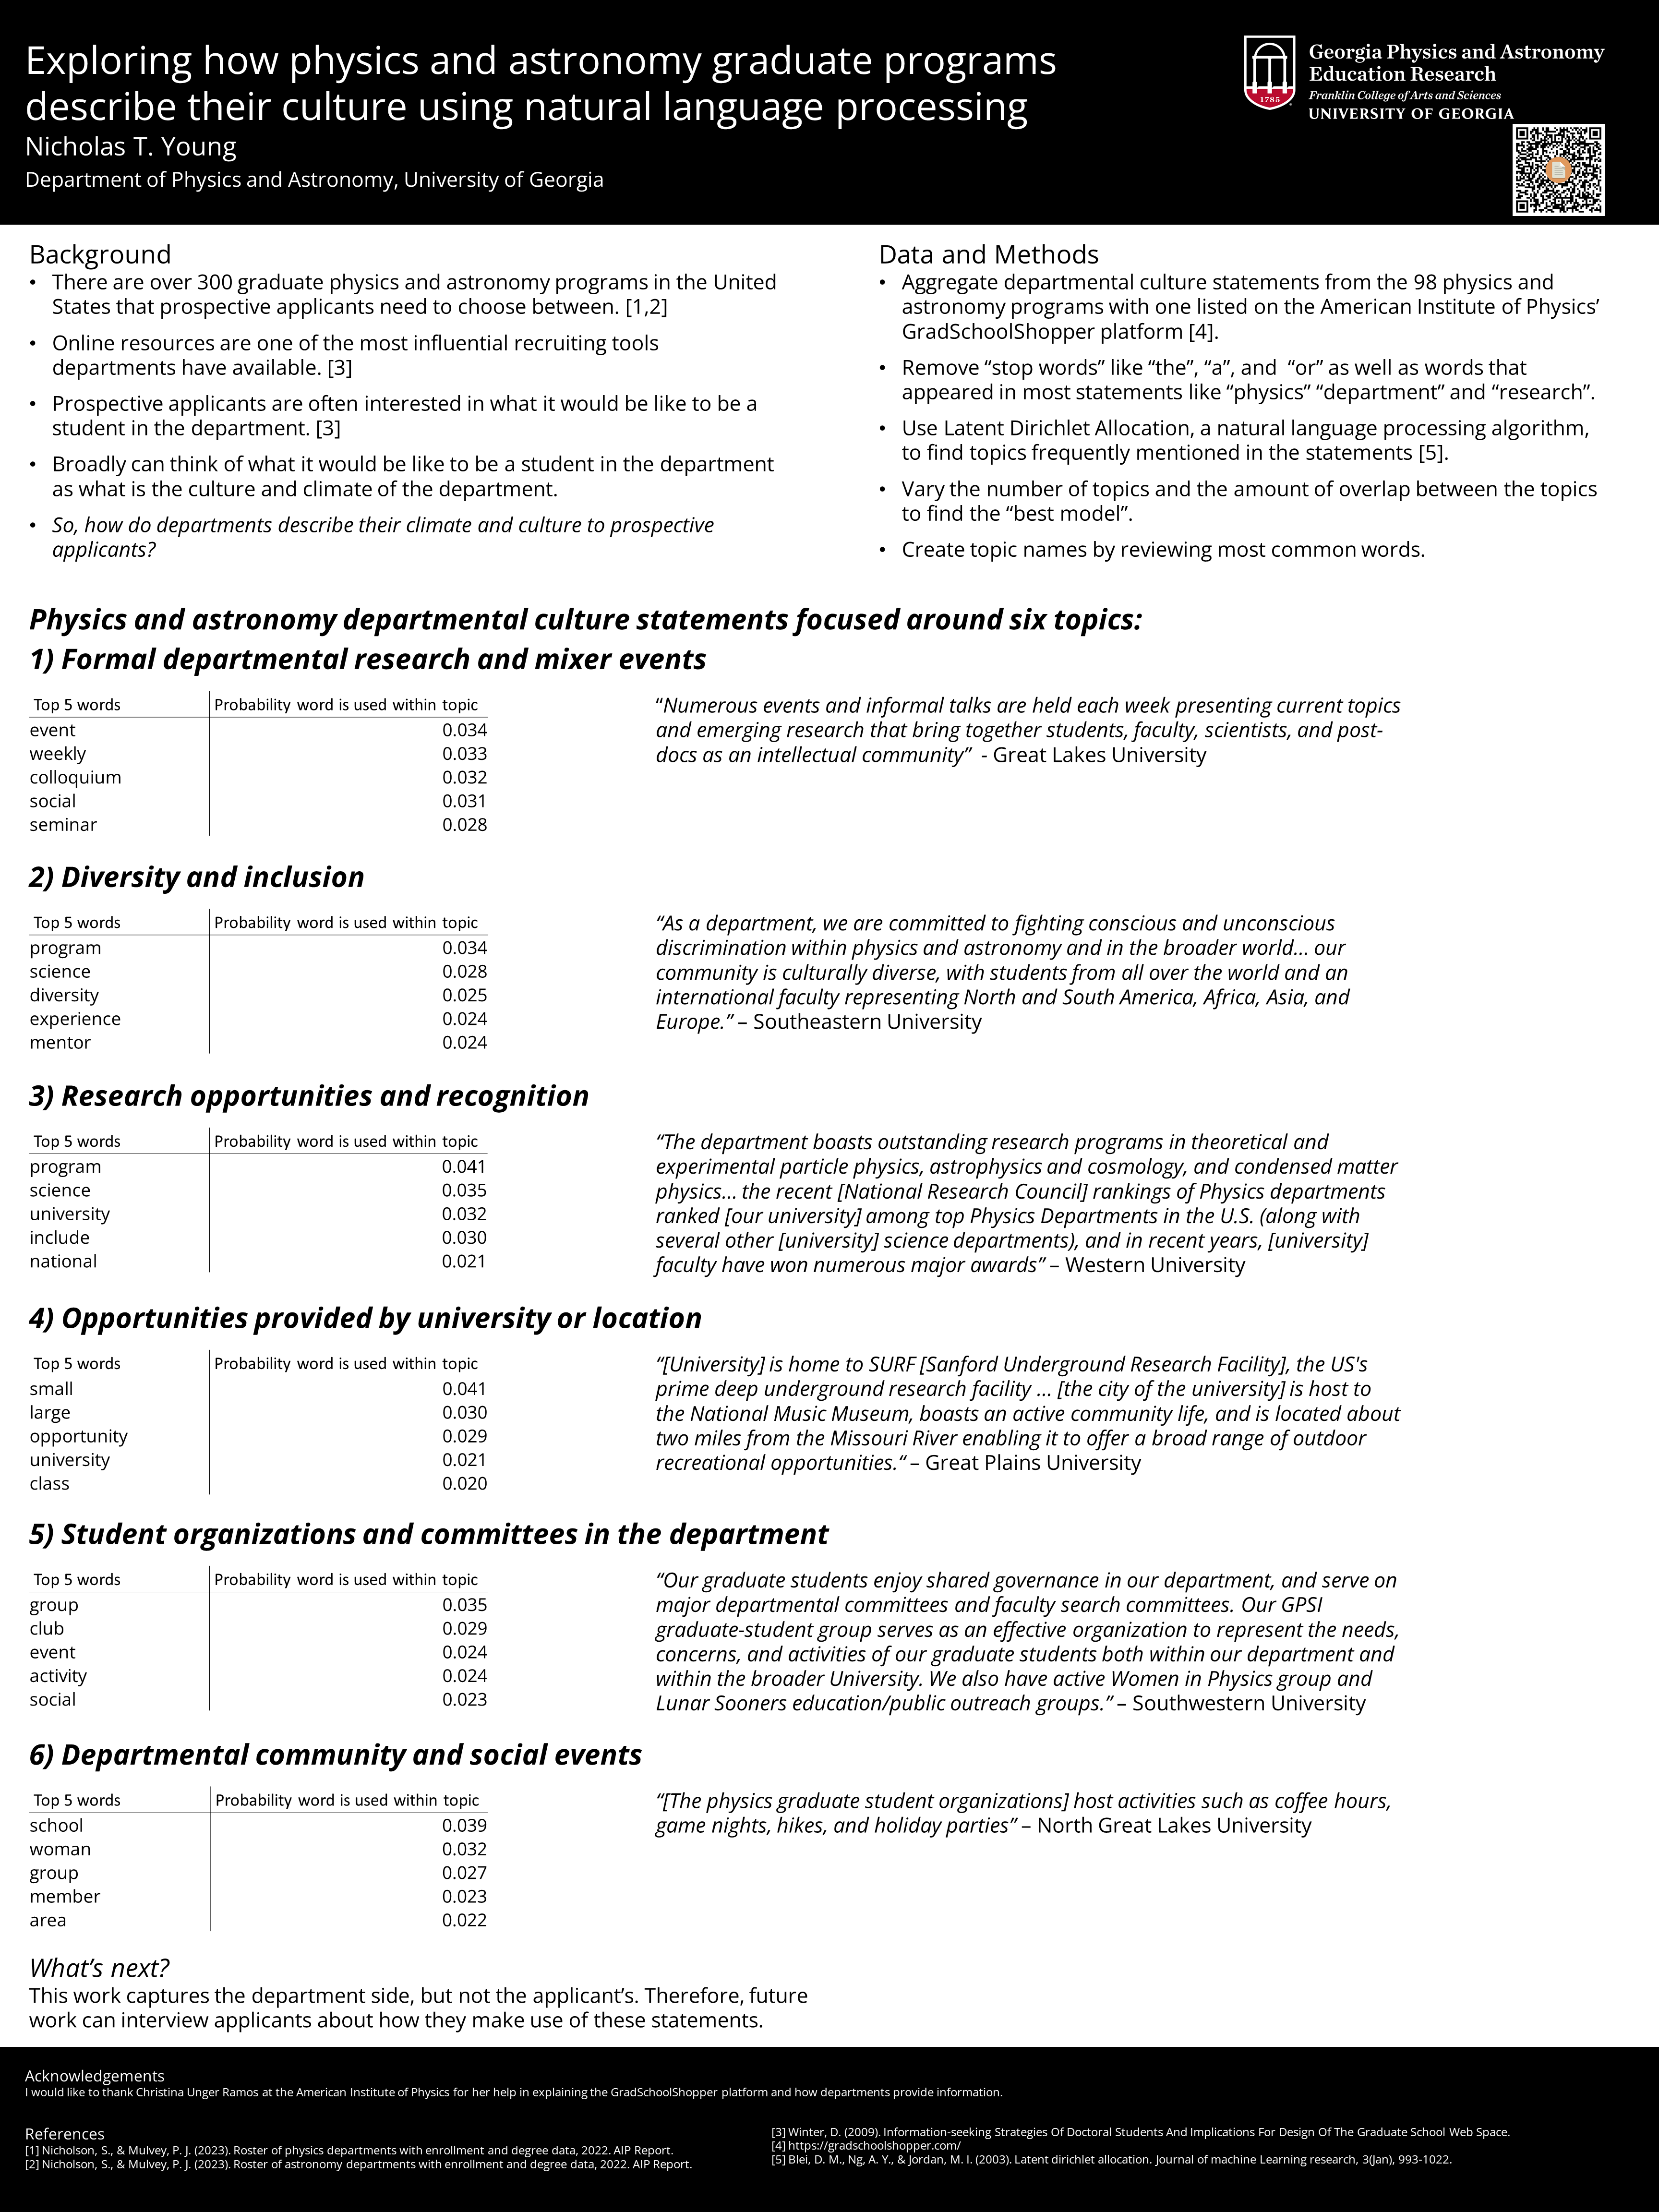 Exploring how physics and astronomy graduate programs
describe their culture using natural language processing
Nicholas T. Young
Department of Physics and Astronomy, University of Georgia
1785
Georgia Physics and Astronomy
Education Research
Franklin College of Arts and Sciences
UNIVERSITY OF GEORGIA
Background
• There are over 300 graduate physics and astronomy programs in the United
States that prospective applicants need to choose between. [1,2]
• Online resources are one of the most influential recruiting tools
departments have available. [3]
• Prospective applicants are often interested in what it would be like to be a
student in the department. [3]
• Broadly can think of what it would be like to be a student in the department
as what is the culture and climate of the department.
• So, how do departments describe their climate and culture to prospective
applicants?
Data and Methods
• Aggregate departmental culture statements from the 98 physics and
astronomy programs with one listed on the American Institute of Physics’
GradSchoolShopper platform [4].
• Remove “stop words” like “the”, “a”, and “or” as well as words that
appeared in most statements like “physics” “department” and “research”.
• Use Latent Dirichlet Allocation, a natural language processing algorithm,
to find topics frequently mentioned in the statements [5].
• Vary the number of topics and the amount of overlap between the topics
to find the “best model”.
• Create topic names by reviewing most common words.
Physics and astronomy departmental culture statements focused around six topics:
1) Formal departmental research and mixer events
Top 5 words Probability word is used within topic
event 0.034
weekly 0.033
colloquium 0.032
social 0.031
seminar 0.028
“Numerous events and informal talks are held each week presenting current topics
and emerging research that bring together students, faculty, scientists, and post-
docs as an intellectual community” - Great Lakes University
2) Diversity and inclusion
Top 5 words Probability word is used within topic
program 0.034
science 0.028
diversity 0.025
experience 0.024
mentor 0.024
“As a department, we are committed to fighting conscious and unconscious
discrimination within physics and astronomy and in the broader world... our
community is culturally diverse, with students from all over the world and an
international faculty representing North and South America, Africa, Asia, and
Europe.” – Southeastern University
3) Research opportunities and recognition
Top 5 words Probability word is used within topic
program 0.041
science 0.035
university 0.032
include 0.030
national 0.021
“The department boasts outstanding research programs in theoretical and
experimental particle physics, astrophysics and cosmology, and condensed matter
physics... the recent [National Research Council] rankings of Physics departments
ranked [our university] among top Physics Departments in the U.S. (along with
several other [university] science departments), and in recent years, [university]
faculty have won numerous major awards” – Western University
4) Opportunities provided by university or location
Top 5 words Probability word is used within topic
small 0.041
large 0.030
opportunity 0.029
university 0.021
class 0.020
“[University] is home to SURF [Sanford Underground Research Facility], the US's
prime deep underground research facility ... [the city of the university] is host to
the National Music Museum, boasts an active community life, and is located about
two miles from the Missouri River enabling it to offer a broad range of outdoor
recreational opportunities.“ – Great Plains University
5) Student organizations and committees in the department
Top 5 words Probability word is used within topic
group 0.035
club 0.029
event 0.024
activity 0.024
social 0.023
“Our graduate students enjoy shared governance in our department, and serve on
major departmental committees and faculty search committees. Our GPSI
graduate-student group serves as an effective organization to represent the needs,
concerns, and activities of our graduate students both within our department and
within the broader University. We also have active Women in Physics group and
Lunar Sooners education/public outreach groups.” – Southwestern University
6) Departmental community and social events
Top 5 words Probability word is used within topic
school 0.039
woman 0.032
group 0.027
member 0.023
area 0.022
“[The physics graduate student organizations] host activities such as coffee hours,
game nights, hikes, and holiday parties” – North Great Lakes University
What’s next?
This work captures the department side, but not the applicant’s. Therefore, future
work can interview applicants about how they make use of these statements.
Acknowledgements
I would like to thank Christina Unger Ramos at the American Institute of Physics for her help in explaining the GradSchoolShopper platform and how departments provide information.
References
[1] Nicholson, S., & Mulvey, P. J. (2023). Roster of physics departments with enrollment and degree data, 2022. AIP Report.
[2] Nicholson, S., & Mulvey, P. J. (2023). Roster of astronomy departments with enrollment and degree data, 2022. AIP Report.
[3] Winter, D. (2009). Information-seeking Strategies Of Doctoral Students And Implications For Design Of The Graduate School Web Space.
[4] https://gradschoolshopper.com/
[5] Blei, D. M., Ng, A. Y., & Jordan, M. I. (2003). Latent dirichlet allocation. Journal of machine Learning research, 3(Jan), 993-1022.